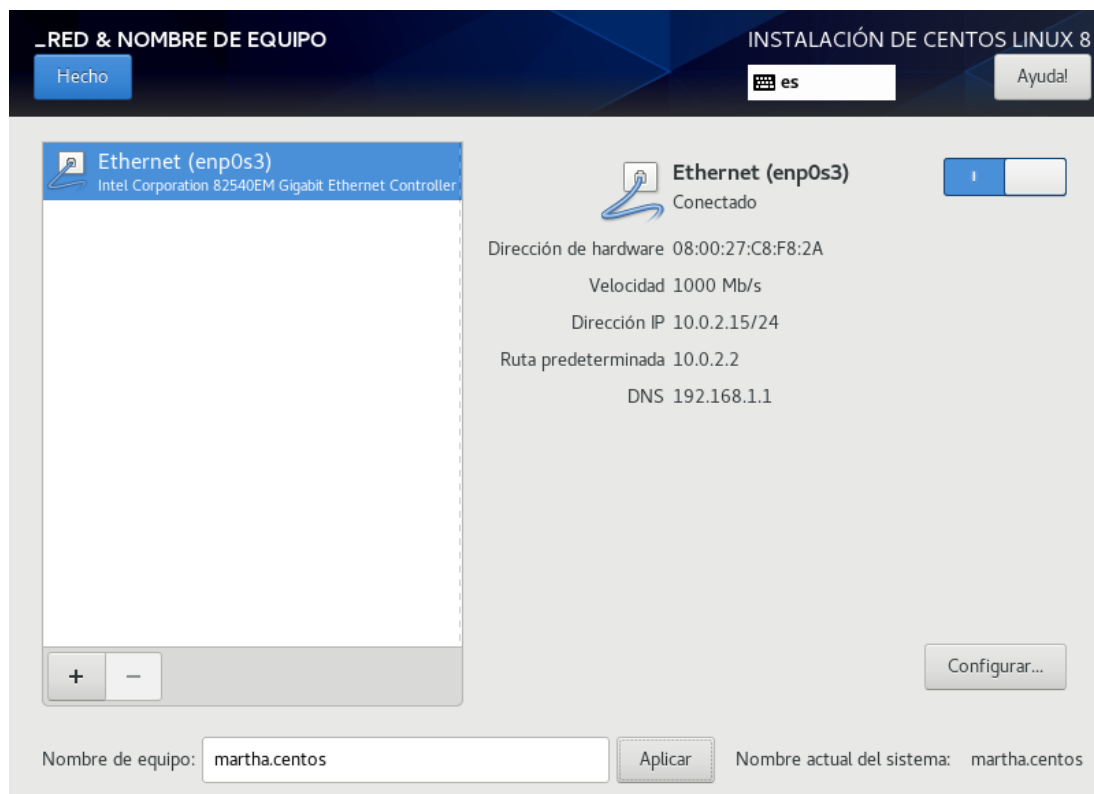 _RED & NOMBRE DE EQUIPO
INSTALACIÓN DE CENTOS LINUX 8
Hecho
es
Ayuda!
Ethernet (enp0s3)
Intel Corporation 82540EM Gigabit Ethernet Controller
Ethernet (enp0s3)
Conectado
Dirección de hardware 08:00:27:C8:F8:2A
Velocidad 1000 Mb/s
Dirección IP 10.0.2.15/24
Ruta predeterminada 10.0.2.2
DNS 192.168.1.1
+ −
Configurar...
Nombre de equipo: martha.centos Aplicar Nombre actual del sistema: martha.centos